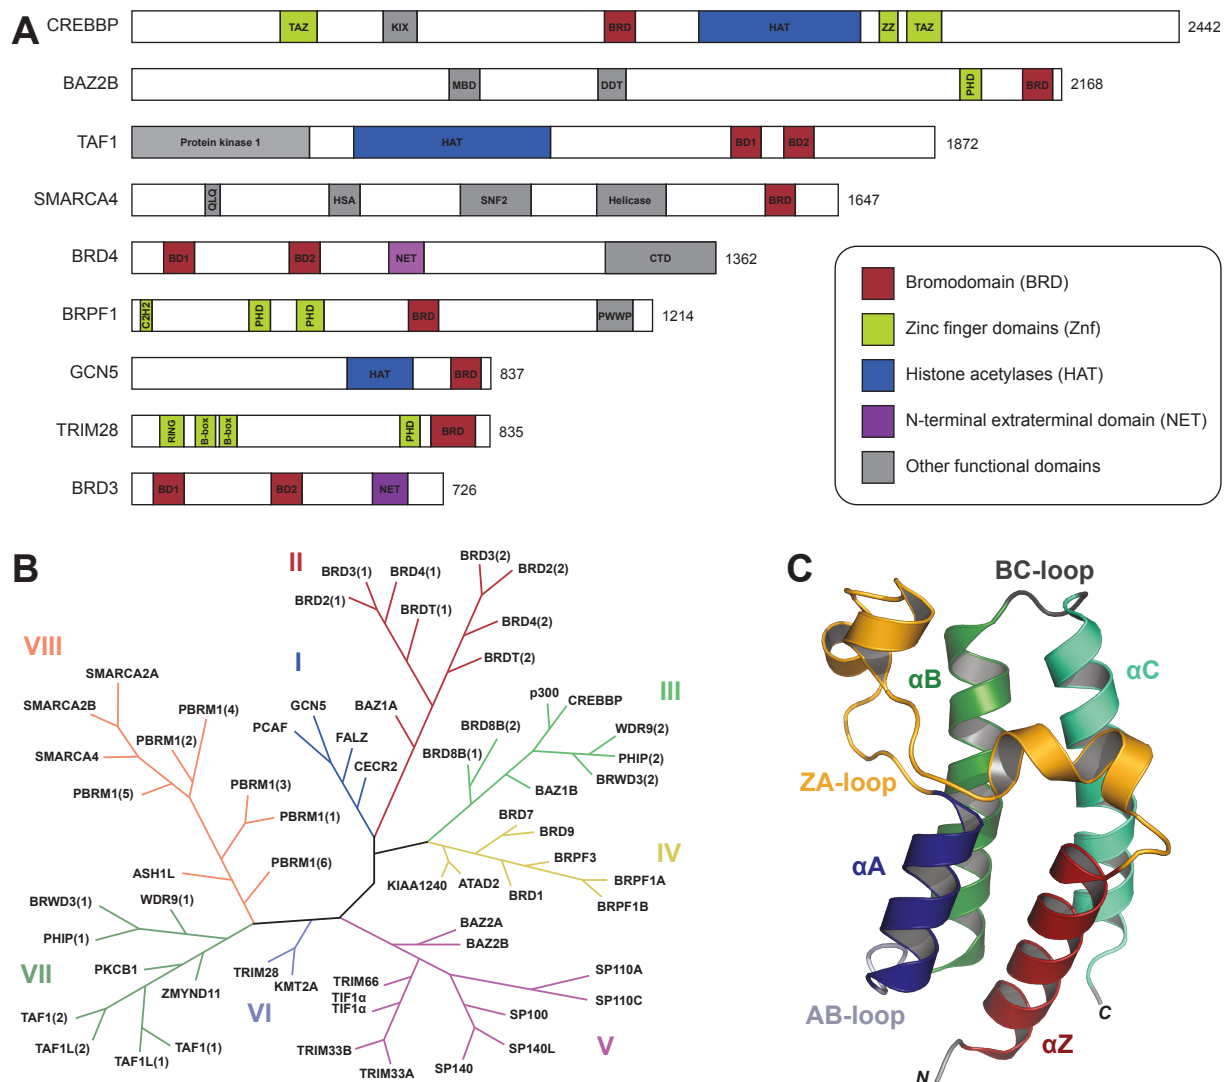 A
CREBBP TAZ KIX BRD HAT ZZ TAZ 2442
BAZ2B MBD DDT PHD BRD 2168
TAF1 Protein kinase 1 HAT BD1 BD2 1872
SMARCA4 QLQ HSA SNF2 Helicase BRD 1647
BRD4 BD1 BD2 NET CTD 1362
BRPF1 C2H2 PHD PHD BRD PWWP 1214
GCN5 HAT BRD 837
TRIM28 RING B-box B-box PHD BRD 835
BRD3 BD1 BD2 NET 726
Bromodomain (BRD)
Zinc finger domains (Znf)
Histone acetylases (HAT)
N-terminal extraterminal domain (NET)
Other functional domains
B
II
BRD3(1)
BRD4(1)
BRD2(1)
BRDT(1)
BRD3(2)
BRD2(2)
BRD4(2)
BRDT(2)
BAZ1A
I
GCN5
PCAF
FALZ
CECR2
III
p300
CREBBP
BRD8B(2)
WDR9(2)
BRD8B(1)
PHIP(2)
BRWD3(2)
BAZ1B
IV
BRD7
BRD9
BRPF3
BRPF1A
BRPF1B
KIAA1240
ATAD2
BRD1
VIII
SMARCA2A
SMARCA2B
PBRM1(4)
PBRM1(2)
SMARCA4
PBRM1(5)
PBRM1(3)
PBRM1(1)
PBRM1(6)
ASH1L
VII
BRWD3(1)
WDR9(1)
PHIP(1)
PKCB1
ZMYND11
TAF1(2)
TAF1L(2)
TAF1(1)
TAF1L(1)
VI
TRIM28
KMT2A
V
BAZ2A
BAZ2B
TRIM66
TIF1α
TIF1α
SP110A
SP110C
SP100
SP140L
TRIM33B
TRIM33A
SP140
C
BC-loop
αB
αC
ZA-loop
αA
AB-loop
αZ
C
N